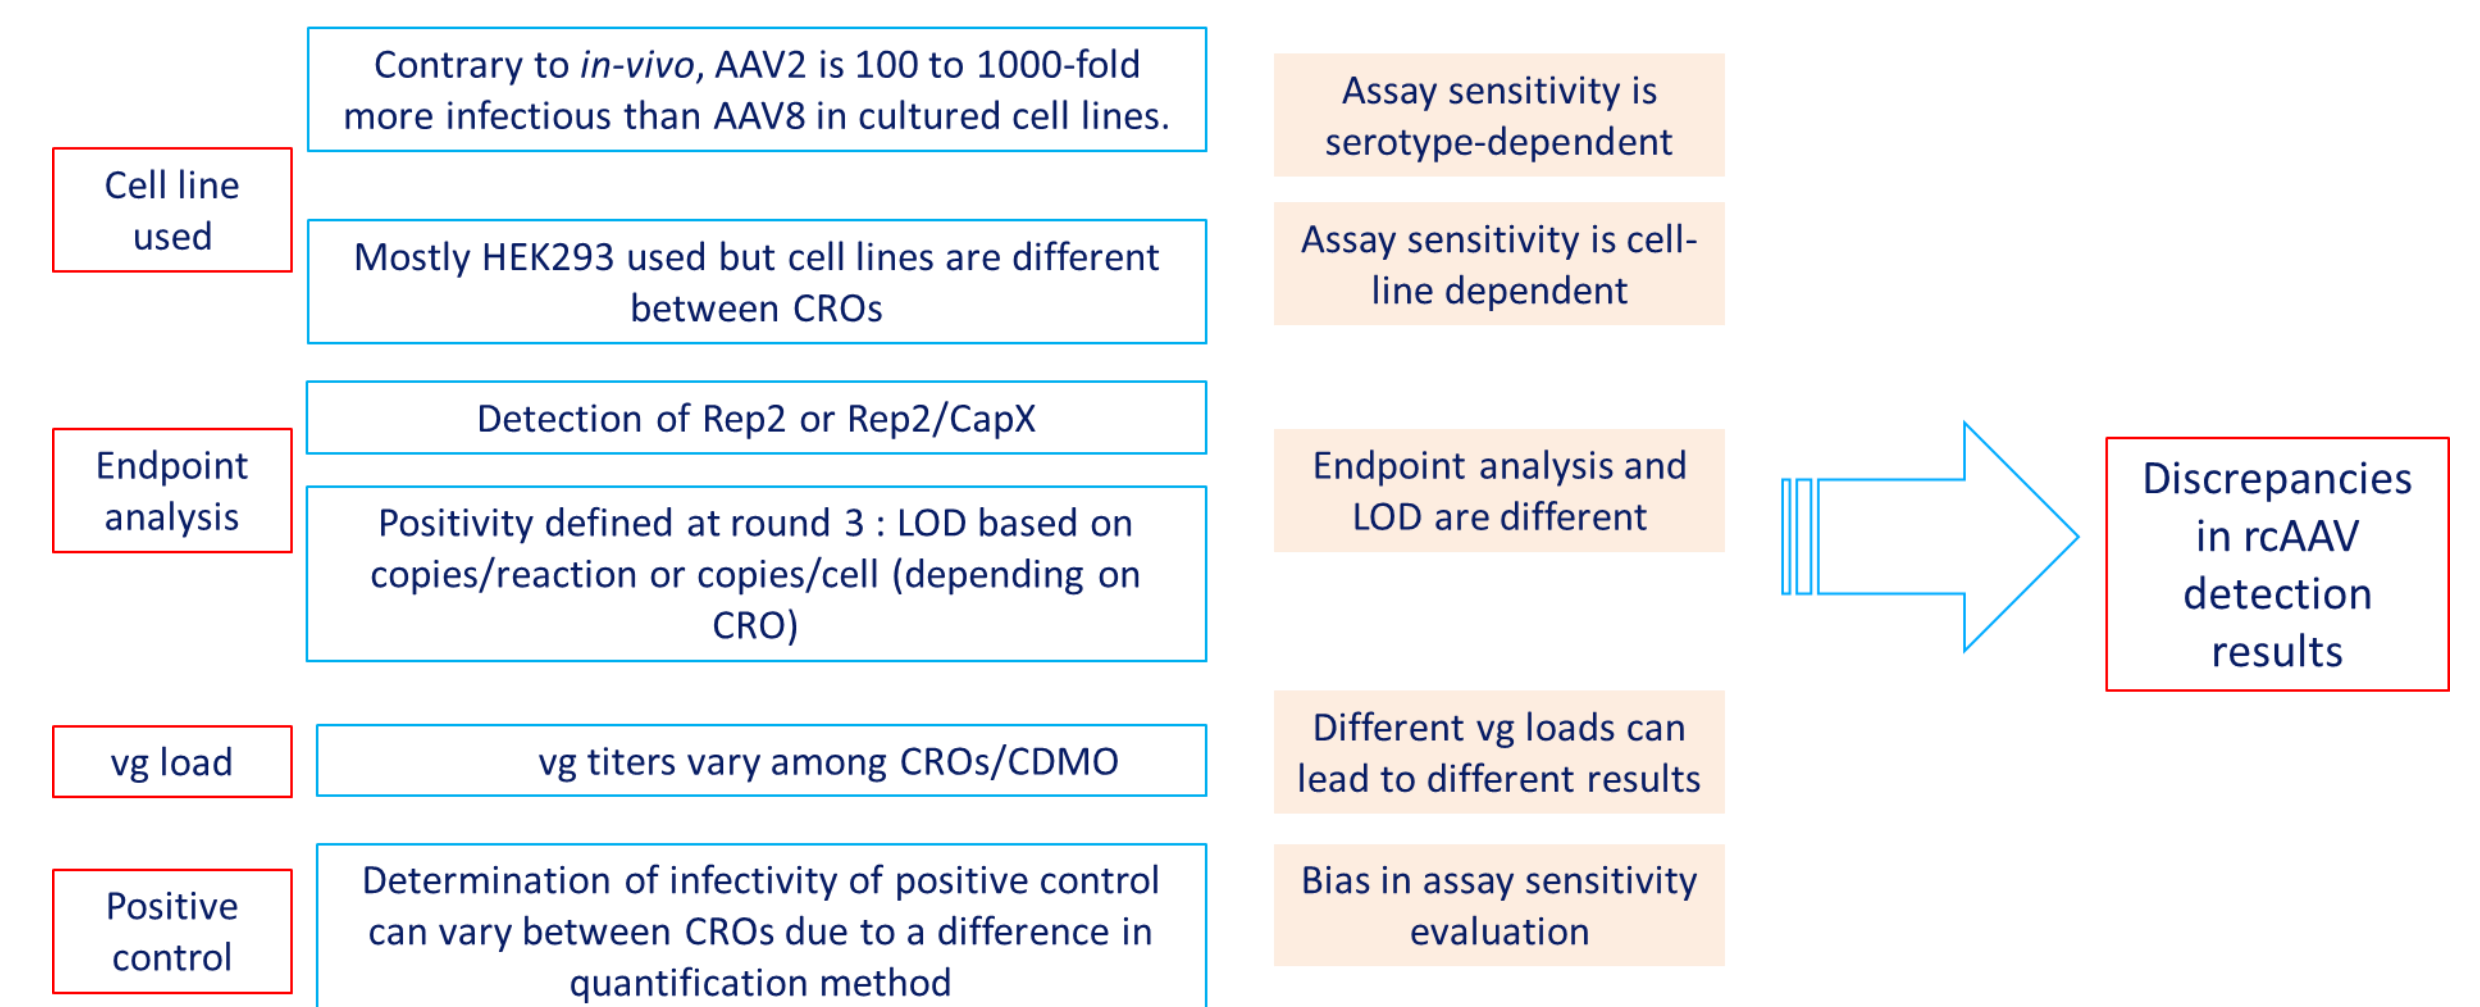 Cell line
used
Contrary to in-vivo, AAV2 is 100 to 1000-fold
more infectious than AAV8 in cultured cell lines.
Assay sensitivity is
serotype-dependent
Mostly HEK293 used but cell lines are different
between CROs
Assay sensitivity is cell-
line dependent
Endpoint
analysis
Detection of Rep2 or Rep2/CapX
Positivity defined at round 3 : LOD based on
copies/reaction or copies/cell (depending on
CRO)
Endpoint analysis and
LOD are different
vg load
vg titers vary among CROs/CDMO
Different vg loads can
lead to different results
Positive
control
Determination of infectivity of positive control
can vary between CROs due to a difference in
quantification method
Bias in assay sensitivity
evaluation
Discrepancies
in rcAAV
detection
results